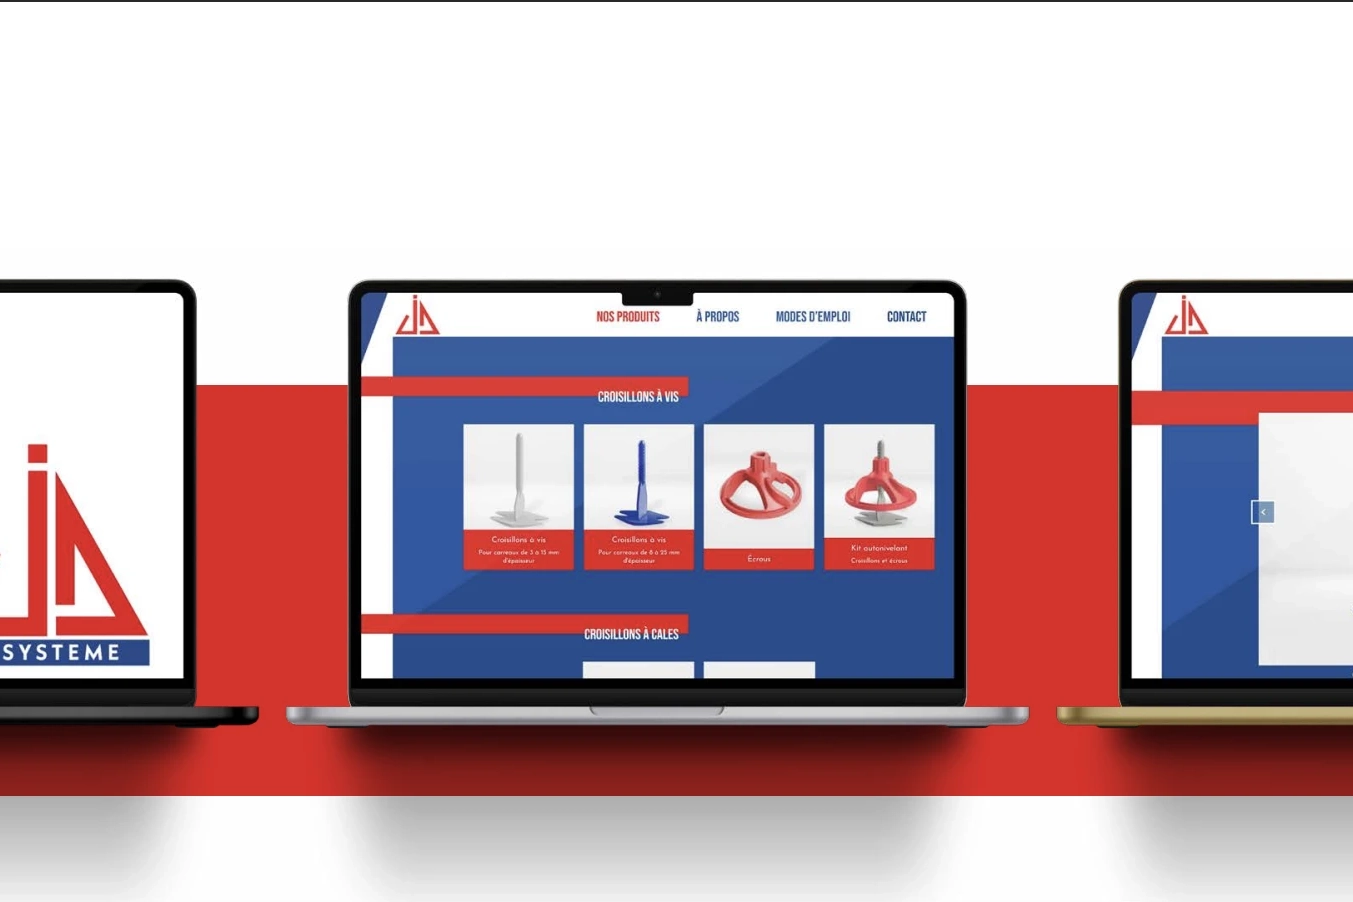 SYSTEME
NOS PRODUITS
À PROPOS
MODES D'EMPLOI
CONTACT
CROISILLONS À VIS
Croisillons à vis
Pour carreaux de 3 à 15 mm
d'épaisseur
Croisillons à vis
Pour carreaux de 8 à 25 mm
d'épaisseur
Écrous
Kit autonivelant
Croisillons et écrous
CROISILLONS À CALES